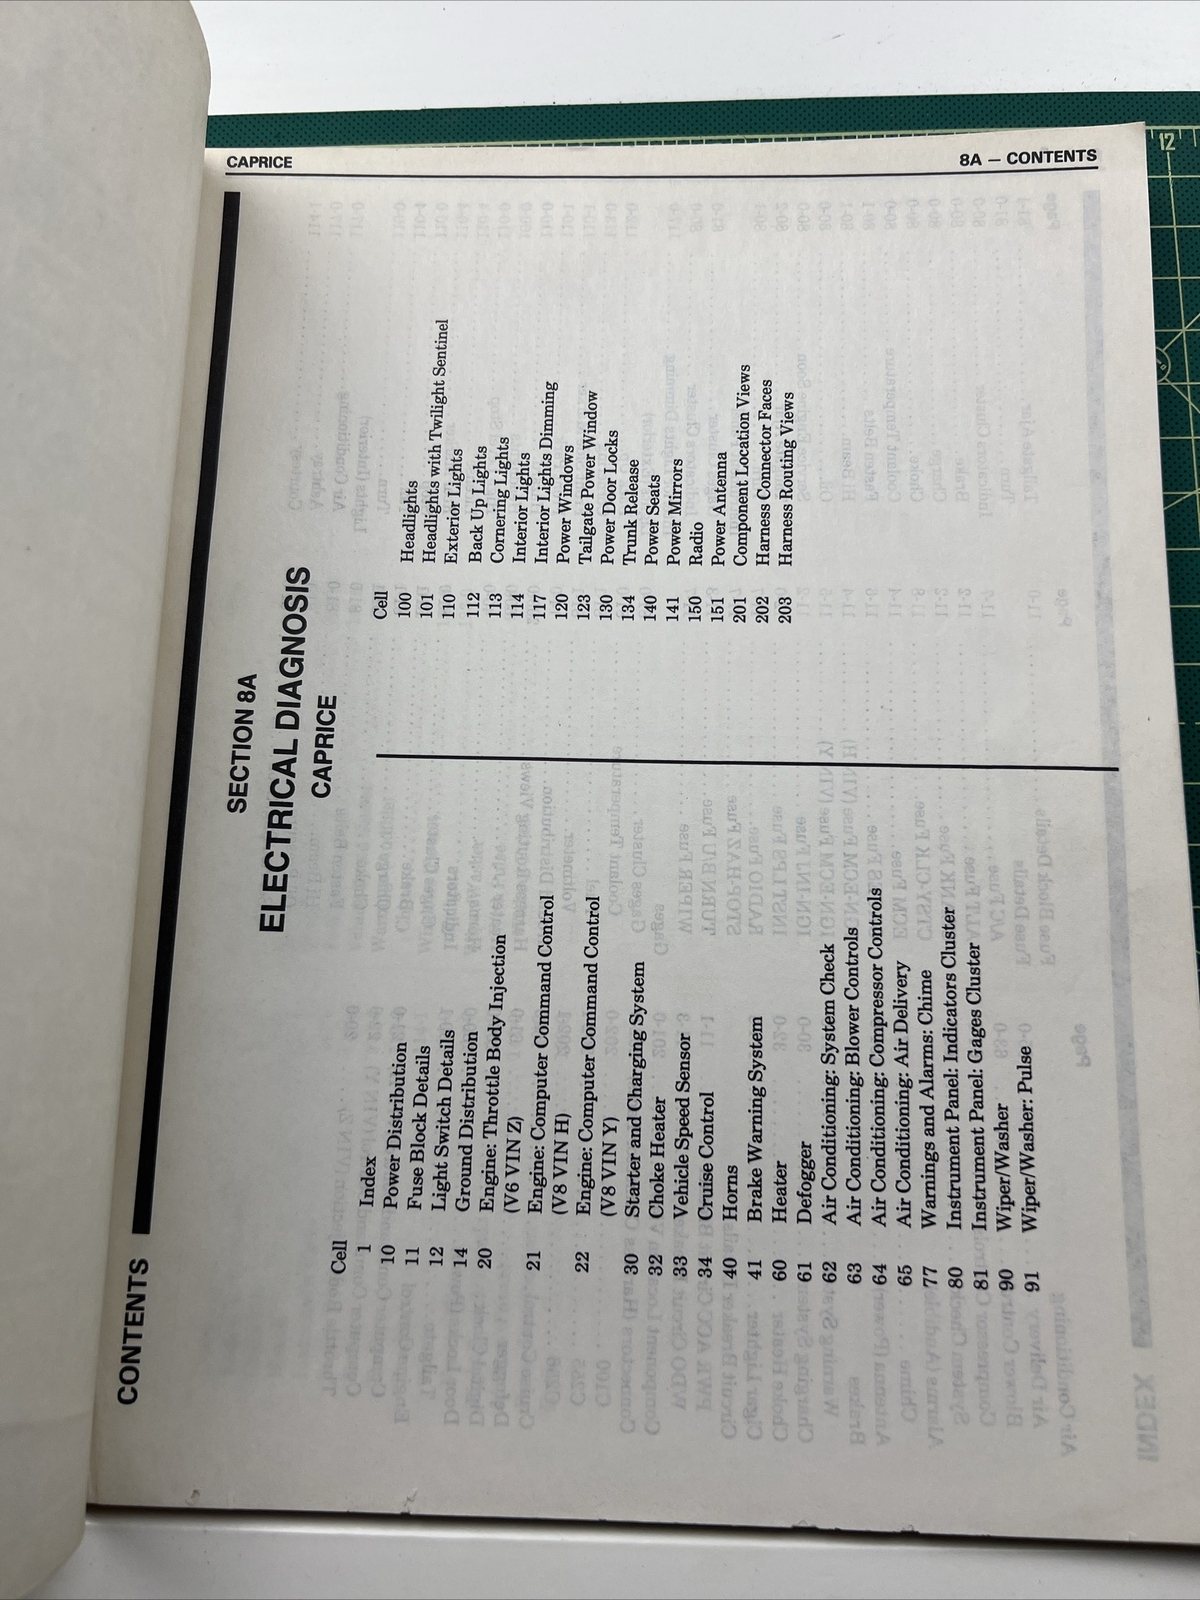 CAPRICE
8A — CONTENTS
CONTENTS
SECTION 8A
ELECTRICAL DIAGNOSIS
CAPRICE
Cell
1 Index
10 Power Distribution
11 Fuse Block Details
12 Light Switch Details
14 Ground Distribution
20 Engine: Throttle Body Injection
(V6 VIN Z)
21 Engine: Computer Command Control
(V8 VIN H)
22 Engine: Computer Command Control
(V8 VIN Y)
30 Starter and Charging System
32 Choke Heater
33 Vehicle Speed Sensor
34 Cruise Control
40 Horns
41 Brake Warning System
60 Heater
61 Defogger
62 Air Conditioning: System Check
63 Air Conditioning: Blower Controls
64 Air Conditioning: Compressor Controls
65 Air Conditioning: Air Delivery
77 Warnings and Alarms: Chime
80 Instrument Panel: Indicators Cluster
81 Instrument Panel: Gages Cluster
90 Wiper/Washer
91 Wiper/Washer: Pulse
Cell
100 Headlights
101 Headlights with Twilight Sentinel
110 Exterior Lights
112 Back Up Lights
113 Cornering Lights
114 Interior Lights
117 Interior Lights Dimming
120 Power Windows
123 Tailgate Power Window
130 Power Door Locks
134 Trunk Release
140 Power Seats
141 Power Mirrors
150 Radio
151 Power Antenna
201 Component Location Views
202 Harness Connector Faces
203 Harness Routing Views
12